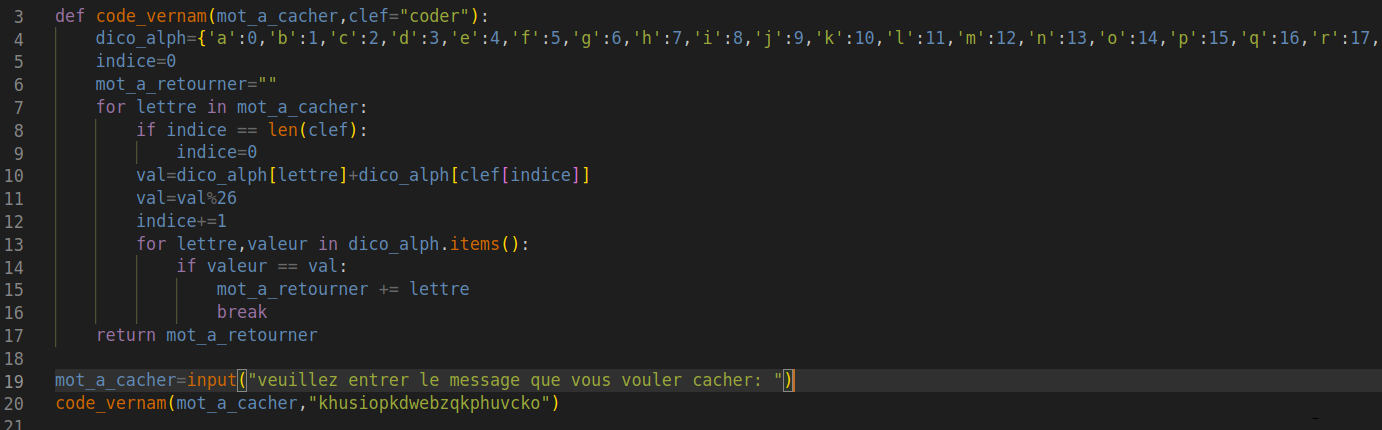 3 def code_vernam(mot_a_cacher,clef="coder"):
4 dico_alph={'a':0,'b':1,'c':2,'d':3,'e':4,'f':5,'g':6,'h':7,'i':8,'j':9,'k':10,'l':11,'m':12,'n':13,'o':14,'p':15,'q':16,'r':17,
5 indice=0
6 mot_a_retourner=""
7 for lettre in mot_a_cacher:
8 if indice == len(clef):
9 indice=0
10 val=dico_alph[lettre]+dico_alph[clef[indice]]
11 val=val%26
12 indice+=1
13 for lettre,valeur in dico_alph.items():
14 if valeur == val:
15 mot_a_retourner += lettre
16 break
17 return mot_a_retourner
18
19 mot_a_cacher=input("veuillez entrer le message que vous vouler cacher: ")
20 code_vernam(mot_a_cacher,"khusiopkdwebzqkphuvcko")
21